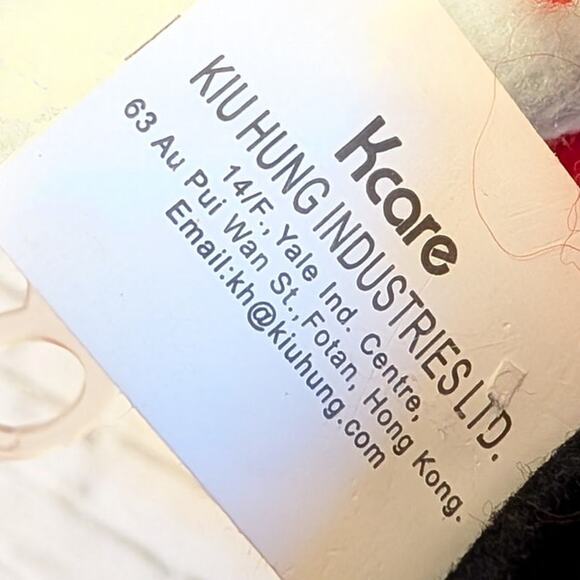 Kcare
KIU HUNG INDUSTRIES LTD.
14/F., Yale Ind. Centre,
63 Au Pui Wan St., Fotan, Hong Kong.
Email:kh@kiuhung.com